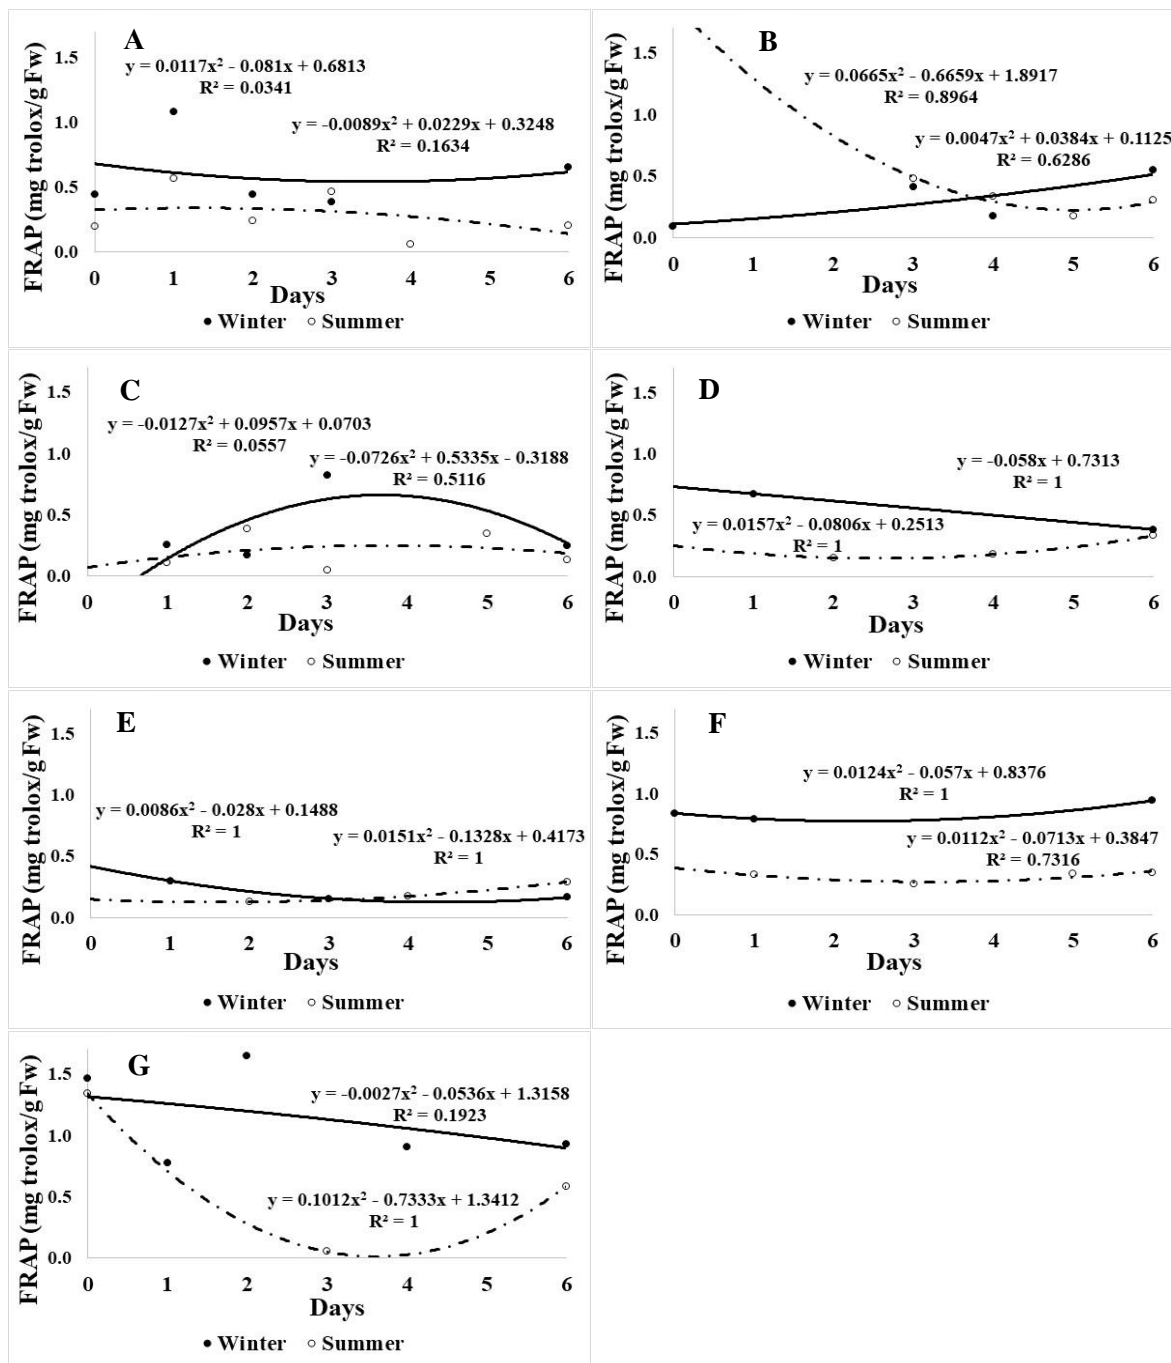 A
FRAP (mg trolox/g Fw)
1.5
1.0
0.5
0.0
y = 0.0117x² - 0.081x + 0.6813
R² = 0.0341
y = -0.0089x² + 0.0229x + 0.3248
R² = 0.1634
0 1 2 3 4 6
Days
Winter Summer
B
FRAP (mg trolox/g Fw)
1.5
1.0
0.5
0.0
y = 0.0665x² - 0.6659x + 1.8917
R² = 0.8964
y = 0.0047x² + 0.0384x + 0.1125
R² = 0.6286
0 1 2 3 4 5 6
Days
Winter Summer
C
FRAP (mg trolox/g Fw)
1.5
1.0
0.5
0.0
y = -0.0127x² + 0.0957x + 0.0703
R² = 0.0557
y = -0.0726x² + 0.5335x - 0.3188
R² = 0.5116
0 1 2 3 4 5 6
Days
Winter Summer
D
FRAP (mg trolox/g Fw)
1.5
1.0
0.5
0.0
y = -0.058x + 0.7313
R² = 1
y = 0.0157x² - 0.0806x + 0.2513
R² = 1
0 1 2 3 4 5 6
Days
Winter Summer
E
FRAP (mg trolox/g Fw)
1.5
1.0
0.5
0.0
y = 0.0086x² - 0.028x + 0.1488
R² = 1
y = 0.0151x² - 0.1328x + 0.4173
R² = 1
0 1 2 3 4 5 6
Days
Winter Summer
F
FRAP (mg trolox/g Fw)
1.5
1.0
0.5
0.0
y = 0.0124x² - 0.057x + 0.8376
R² = 1
y = 0.0112x² - 0.0713x + 0.3847
R² = 0.7316
0 1 2 3 4 5 6
Days
Winter Summer
G
FRAP (mg trolox/g Fw)
1.5
1.0
0.5
0.0
y = -0.0027x² - 0.0536x + 1.3158
R² = 0.1923
y = 0.1012x² - 0.7333x + 1.3412
R² = 1
0 1 2 3 4 5 6
Days
Winter Summer